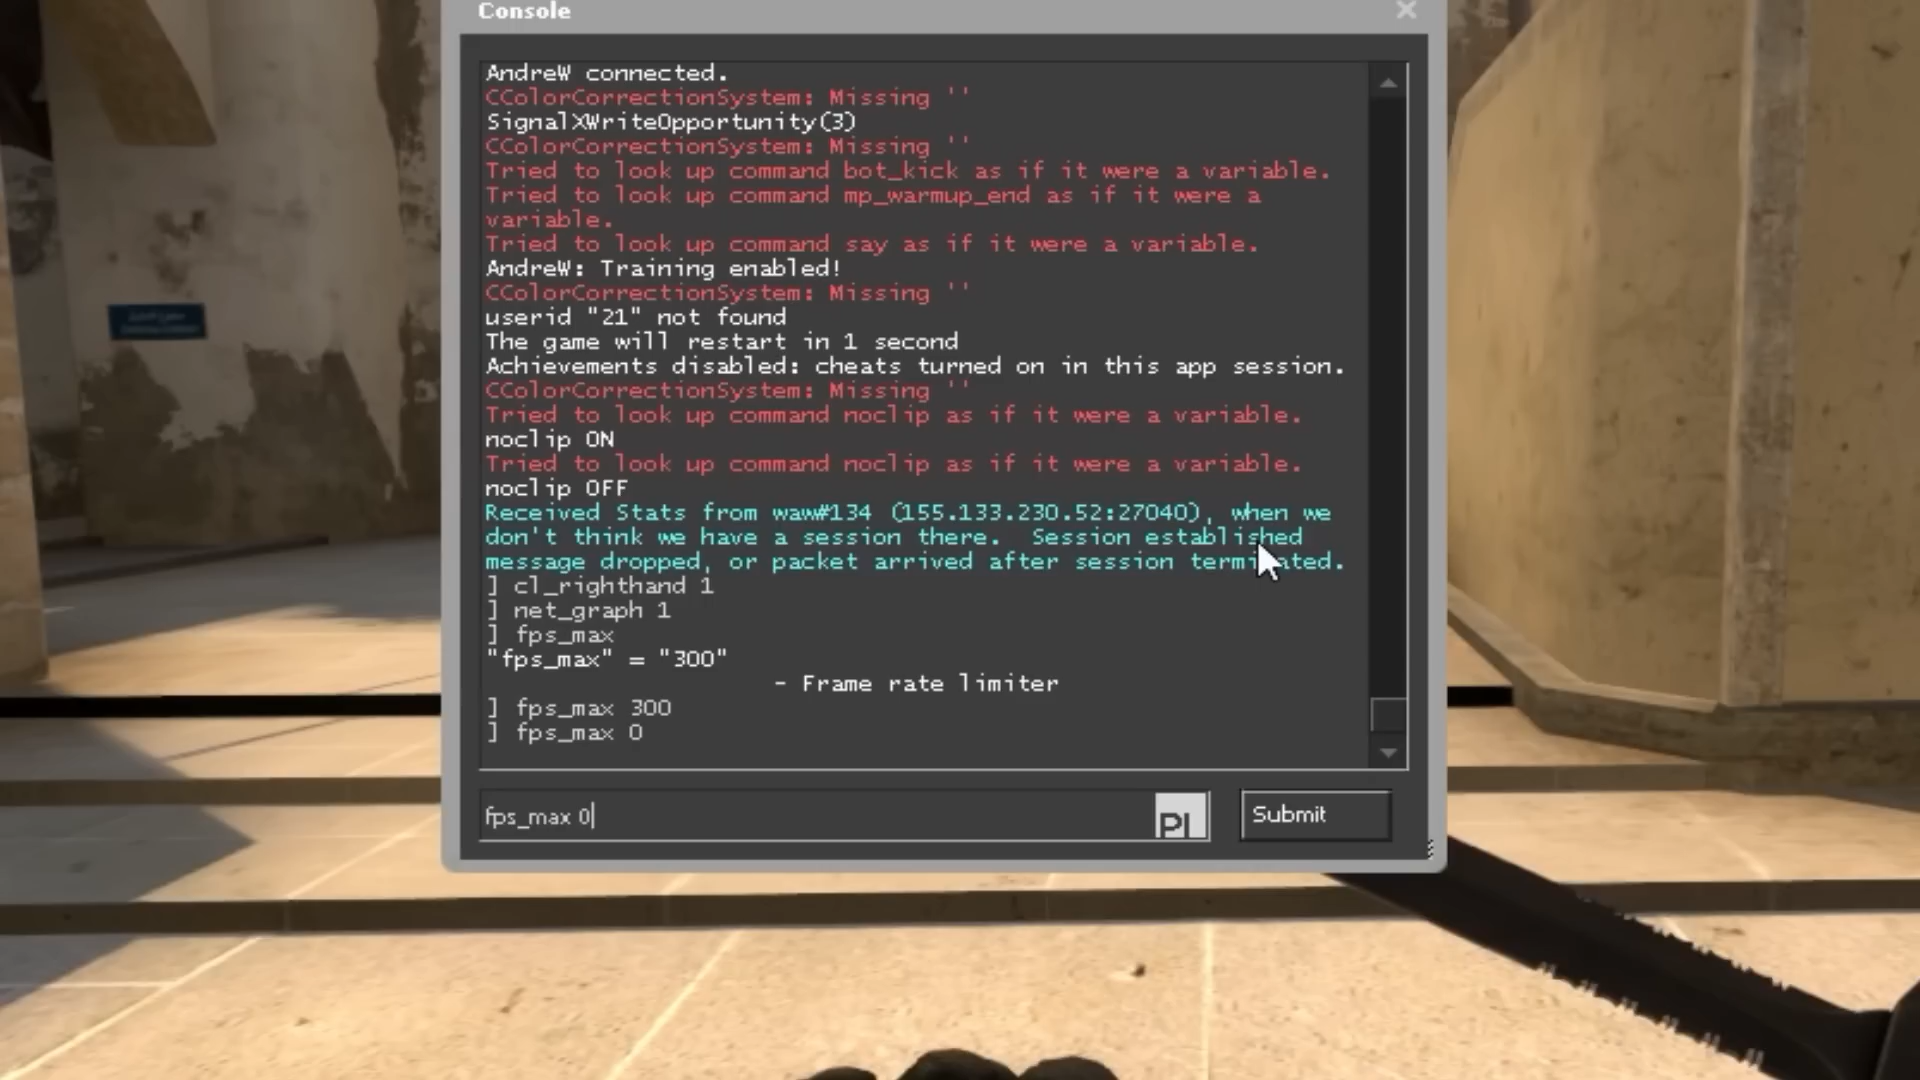 Console
AndreW connected.
CColorCorrectionSystem: Missing ''
SignalXWriteOpportunity(3)
CColorCorrectionSystem: Missing ''
Tried to look up command bot_kick as if it were a variable.
Tried to look up command mp_warmup_end as if it were a
variable.
Tried to look up command say as if it were a variable.
AndreW: Training enabled!
CColorCorrectionSystem: Missing ''
userid "21" not found
The game will restart in 1 second
Achievements disabled: cheats turned on in this app session.
CColorCorrectionSystem: Missing ''
Tried to look up command noclip as if it were a variable.
noclip ON
Tried to look up command noclip as if it were a variable.
noclip OFF
Received Stats from waw#134 (155.133.230.52:27040), when we
don't think we have a session there.  Session established
message dropped, or packet arrived after session terminated.
] cl_righthand 1
] net_graph 1
] fps_max
"fps_max" = "300"
- Frame rate limiter
] fps_max 300
] fps_max 0
fps_max 0
PL
Submit